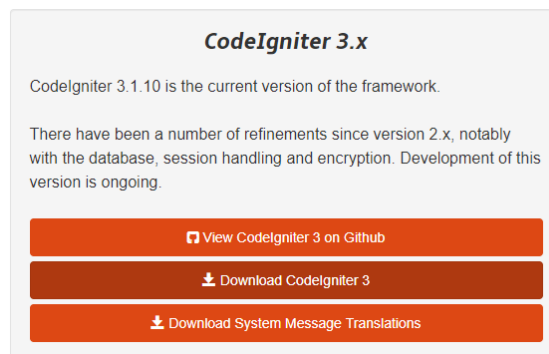 CodeIgniter 3.x
CodeIgniter 3.1.10 is the current version of the framework.
There have been a number of refinements since version 2.x, notably
with the database, session handling and encryption. Development of this
version is ongoing.
View CodeIgniter 3 on Github
Download CodeIgniter 3
Download System Message Translations